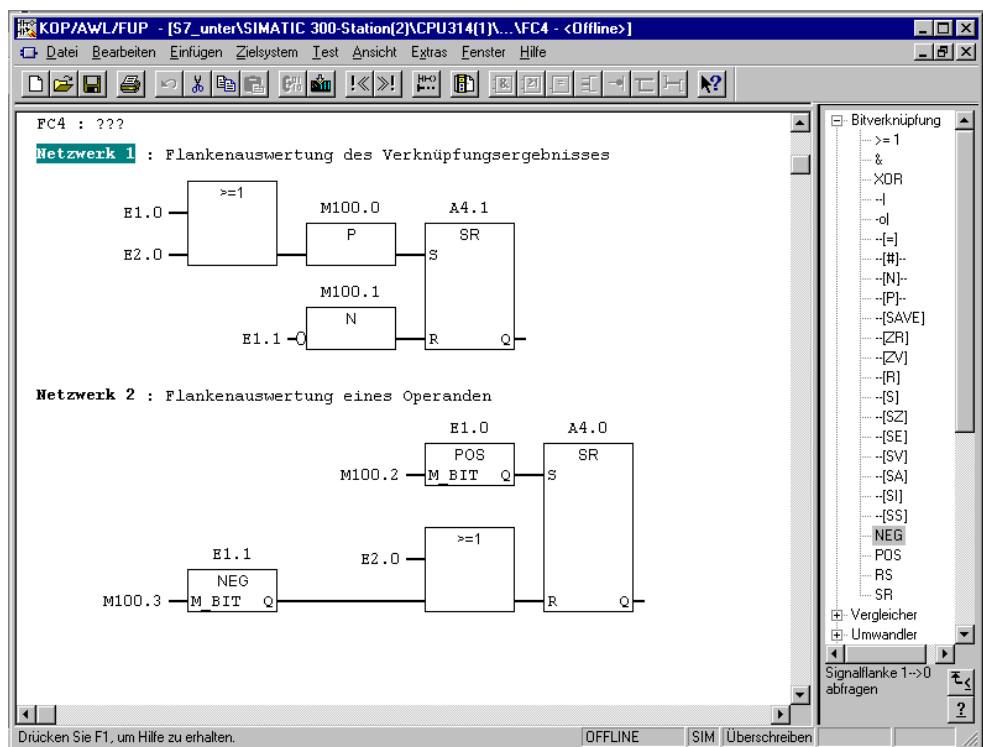 KOP/AWL/FUP - [S7_unter\SIMATIC 300-Station(2)\CPU314(1)\...\FC4 - <Offline>]
Datei Bearbeiten Einfügen Zielsystem Test Ansicht Extras Fenster Hilfe
FC4 : ???
Netzwerk 1 : Flankenauswertung des Verknüpfungsergebnisses
>=1
E1.0
E2.0
M100.0
P
A4.1
SR
S
M100.1
N
E1.1
R Q
Netzwerk 2 : Flankenauswertung eines Operanden
E1.0
POS
M100.2
M_BIT Q
A4.0
SR
S
>=1
E2.0
E1.1
NEG
M100.3
M_BIT Q
R Q
Bitverknüpfung
>=1
&
XOR
--|
-o|
--[=]
--[#]--
--[N]--
--[P]--
--[SAVE]
--[ZR]
--[ZV]
--[R]
--[S]
--[SZ]
--[SE]
--[SV]
--[SA]
--[SI]
--[SS]
NEG
POS
RS
SR
Vergleicher
Umwandler
Signalflanke 1-->0
abfragen
Drücken Sie F1, um Hilfe zu erhalten.
OFFLINE
SIM
Überschreiben